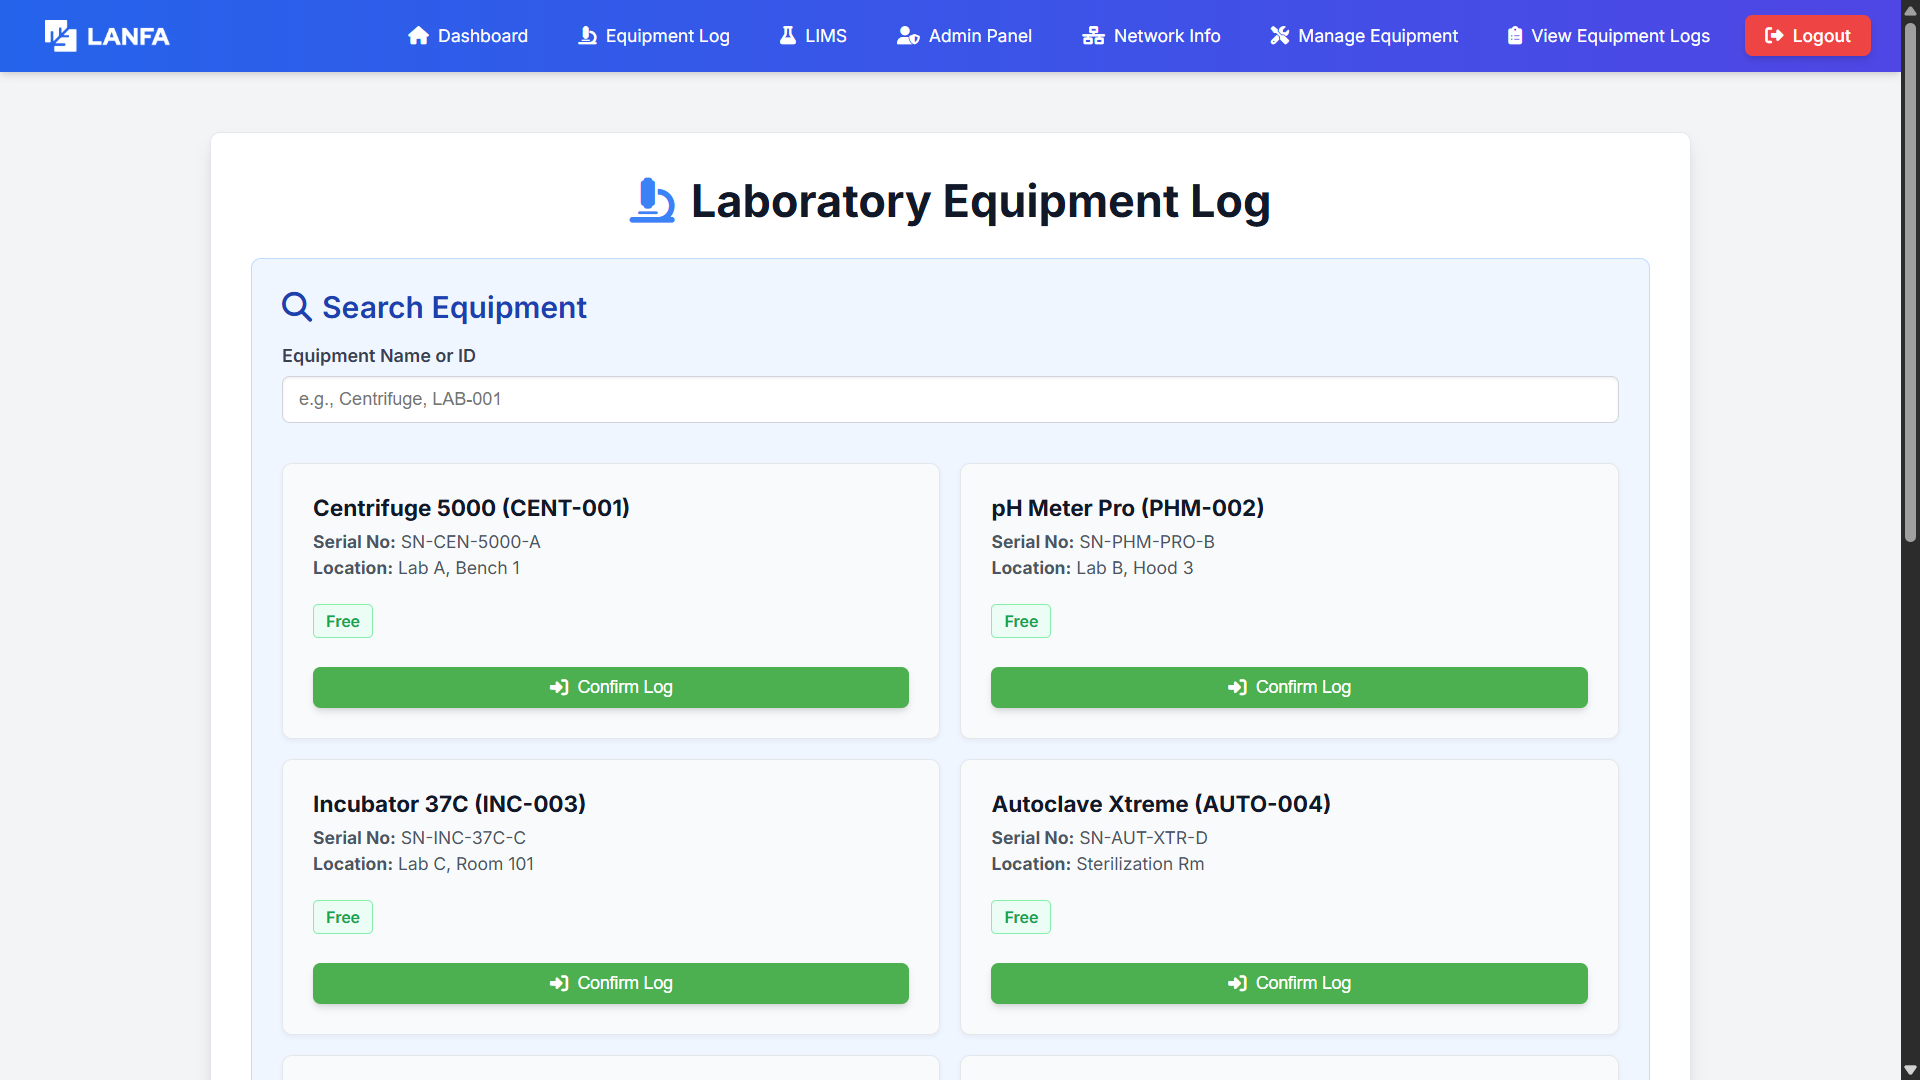 LANFA
Dashboard
Equipment Log
LIMS
Admin Panel
Network Info
Manage Equipment
View Equipment Logs
Logout
Laboratory Equipment Log
Search Equipment
Equipment Name or ID
e.g., Centrifuge, LAB-001
Centrifuge 5000 (CENT-001)
Serial No: SN-CEN-5000-A
Location: Lab A, Bench 1
Free
Confirm Log
pH Meter Pro (PHM-002)
Serial No: SN-PHM-PRO-B
Location: Lab B, Hood 3
Free
Confirm Log
Incubator 37C (INC-003)
Serial No: SN-INC-37C-C
Location: Lab C, Room 101
Free
Confirm Log
Autoclave Xtreme (AUTO-004)
Serial No: SN-AUT-XTR-D
Location: Sterilization Rm
Free
Confirm Log